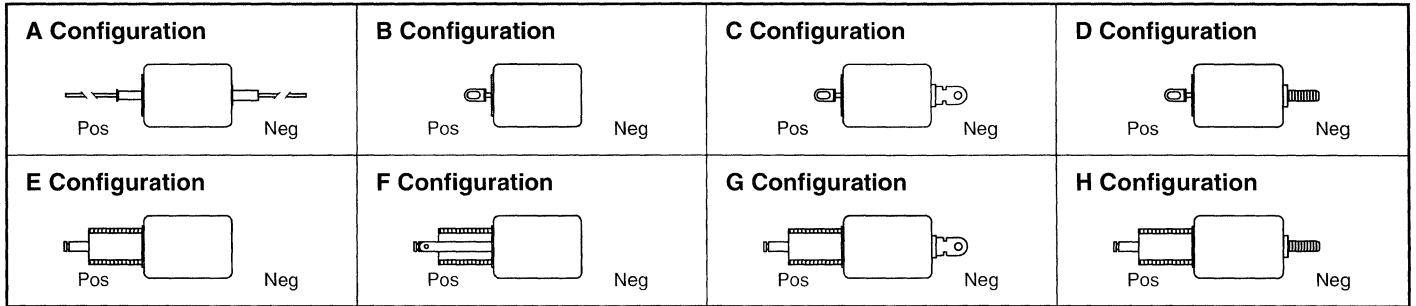 A Configuration
Pos Neg
B Configuration
Pos Neg
C Configuration
Pos Neg
D Configuration
Pos Neg
E Configuration
Pos Neg
F Configuration
Pos Neg
G Configuration
Pos Neg
H Configuration
Pos Neg